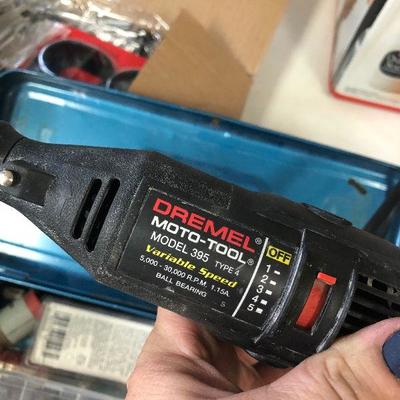 DREMEL®
MOTO-TOOL®
MODEL 395 TYPE 4
Variable Speed
5,000 - 30,000 R.P.M. 1.15A.
BALL BEARING S
OFF
1
2
3
4
5